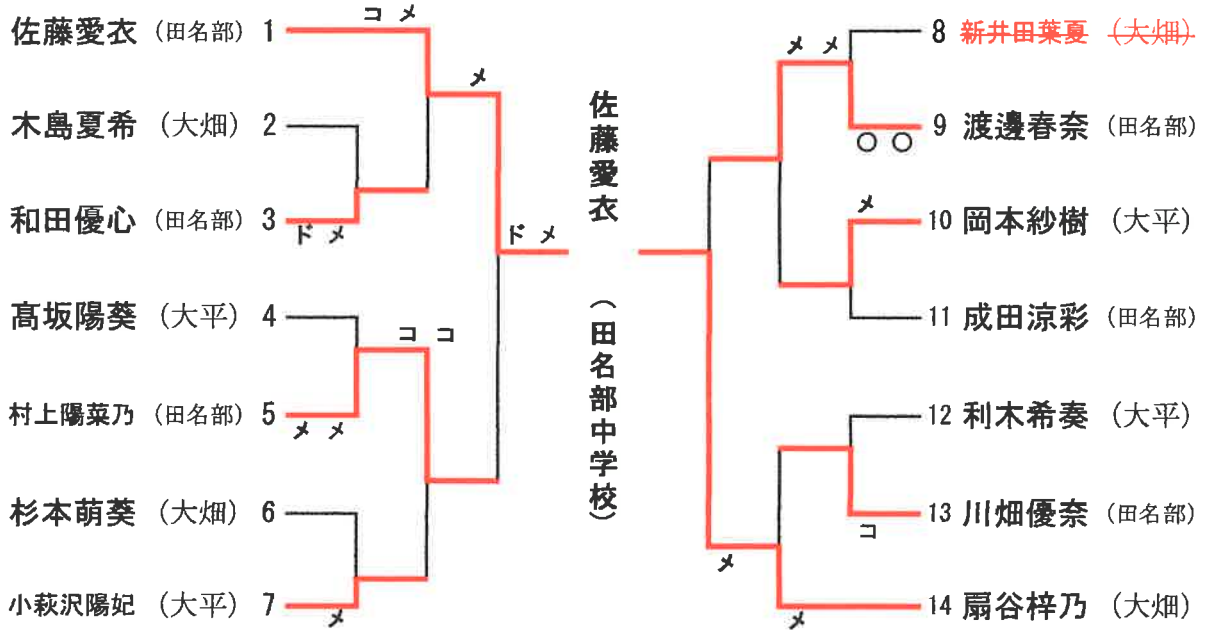 佐藤愛衣 (田名部) 1
コ メ
木島夏希 (大畑) 2
メ
和田優心 (田名部) 3
ド メ
ド メ
髙坂陽葵 (大平) 4
コ コ
村上陽菜乃 (田名部) 5
メ メ
杉本萌葵 (大畑) 6
小萩沢陽妃 (大平) 7
メ
佐藤愛衣 (田名部中学校)
8 新井田葉夏 (大畑)
メ メ
9 渡邊春奈 (田名部)
○ ○
メ
10 岡本紗樹 (大平)
11 成田涼彩 (田名部)
12 利木希奏 (大平)
13 川畑優奈 (田名部)
コ
メ
14 扇谷梓乃 (大畑)
メ